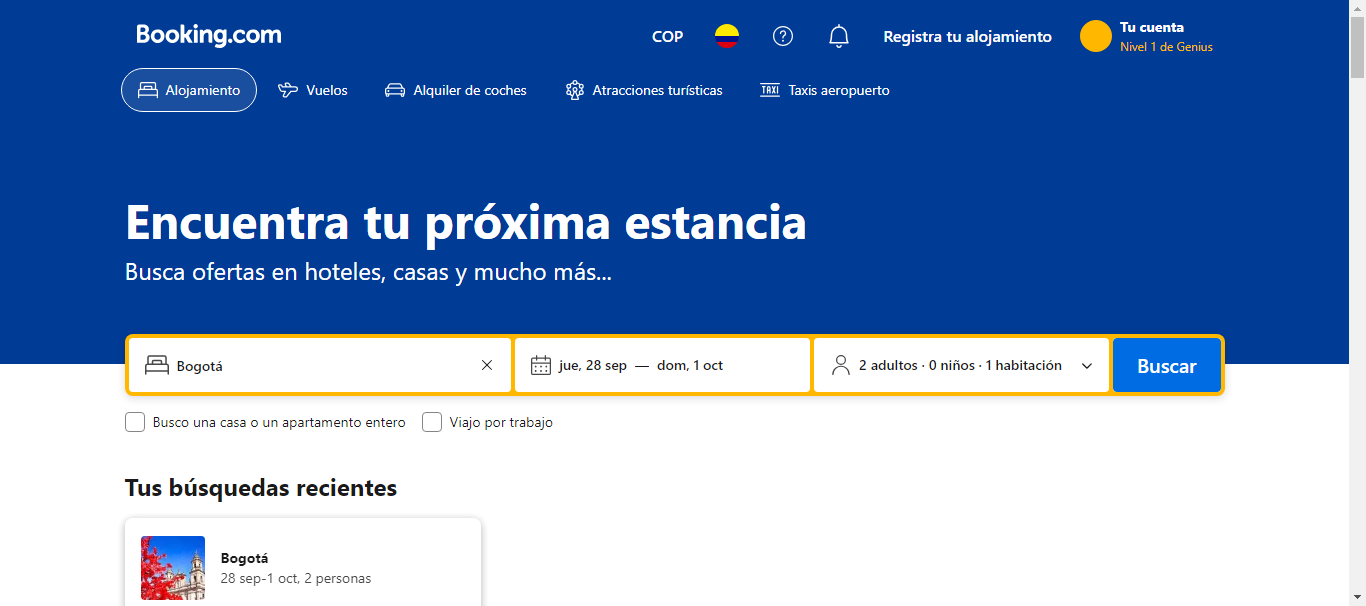 Booking.com
COP
Registra tu alojamiento
Tu cuenta
Nivel 1 de Genius
Alojamiento
Vuelos
Alquiler de coches
Atracciones turísticas
TAXI
Taxis aeropuerto
Encuentra tu próxima estancia
Busca ofertas en hoteles, casas y mucho más...
Bogotá
jue, 28 sep — dom, 1 oct
2 adultos · 0 niños · 1 habitación
Buscar
Busco una casa o un apartamento entero
Viajo por trabajo
Tus búsquedas recientes
Bogotá
28 sep-1 oct, 2 personas